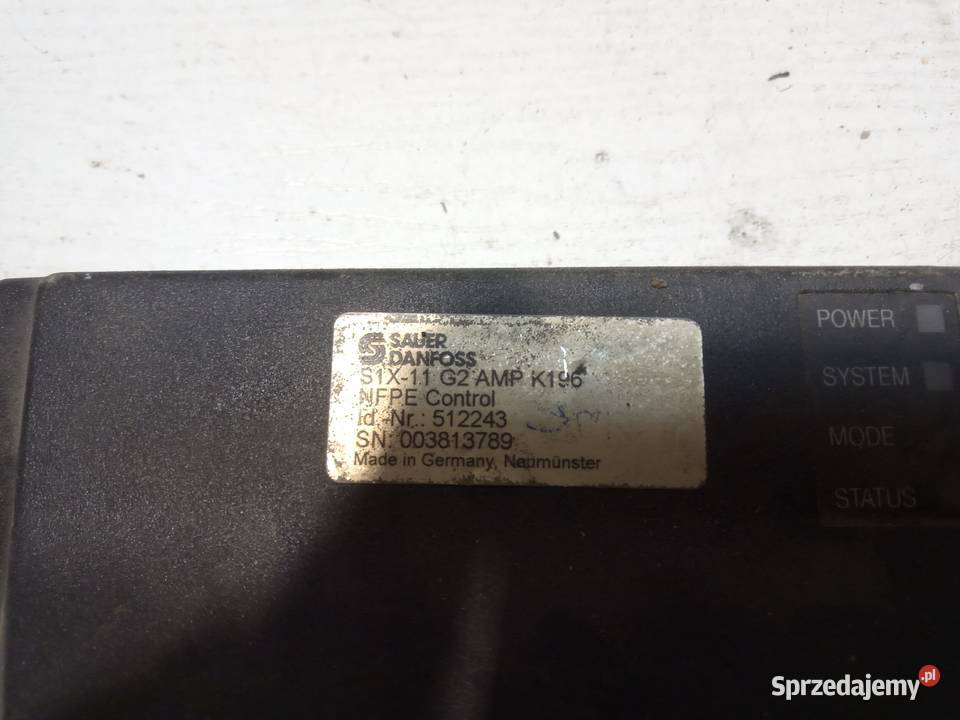 SAUER
DANFOSS
S1X-11 G2 AMP K196
NFPE Control
Id.-Nr.: 512243
SN: 003813789
Made in Germany, Neumünster
POWER
SYSTEM
MODE
STATUS
Sprzedajemy.pl